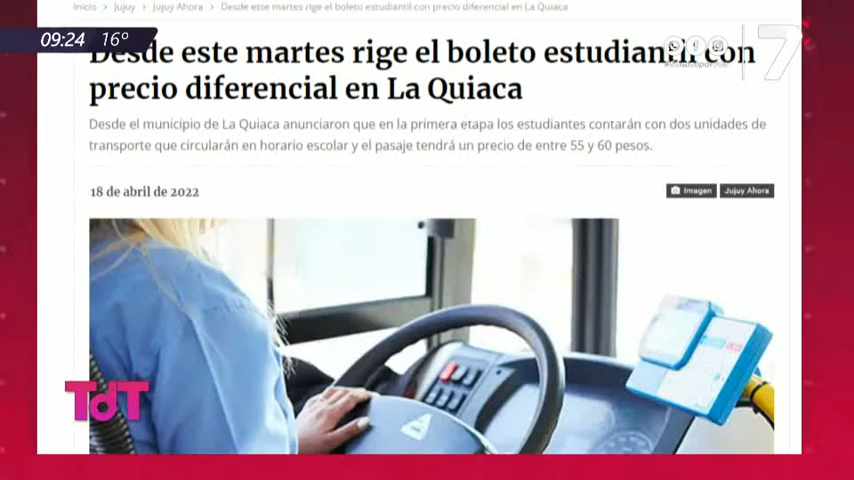 Inicio > Jujuy > Jujuy Ahora > Desde este martes rige el boleto estudiantil con precio diferencial en La Quiaca
09:24 16°
7
Desde este martes rige el boleto estudiantil con
precio diferencial en La Quiaca
Desde el municipio de La Quiaca anunciaron que en la primera etapa los estudiantes contarán con dos unidades de
transporte que circularán en horario escolar y el pasaje tendrá un precio de entre 55 y 60 pesos.
18 de abril de 2022
Imagen Jujuy Ahora
TdT